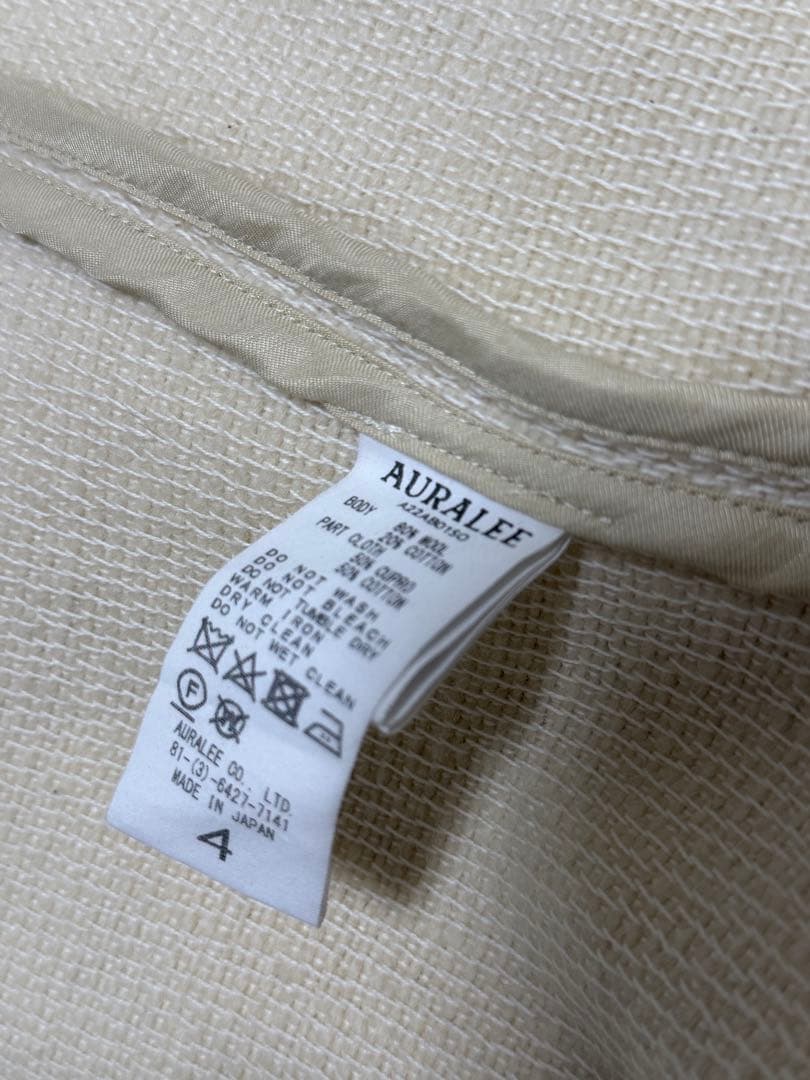 AURALEE
A22AB01SO
BODY 80% WOOL
20% COTTON
PART CLOTH 50% CUPRO
50% COTTON
DO NOT WASH
DO NOT BLEACH
DO NOT TUMBLE DRY
WARM IRON
DRY CLEAN
DO NOT WET CLEAN
F
W
AURALEE CO., LTD.
81-(3)-6427-7141
MADE IN JAPAN
4